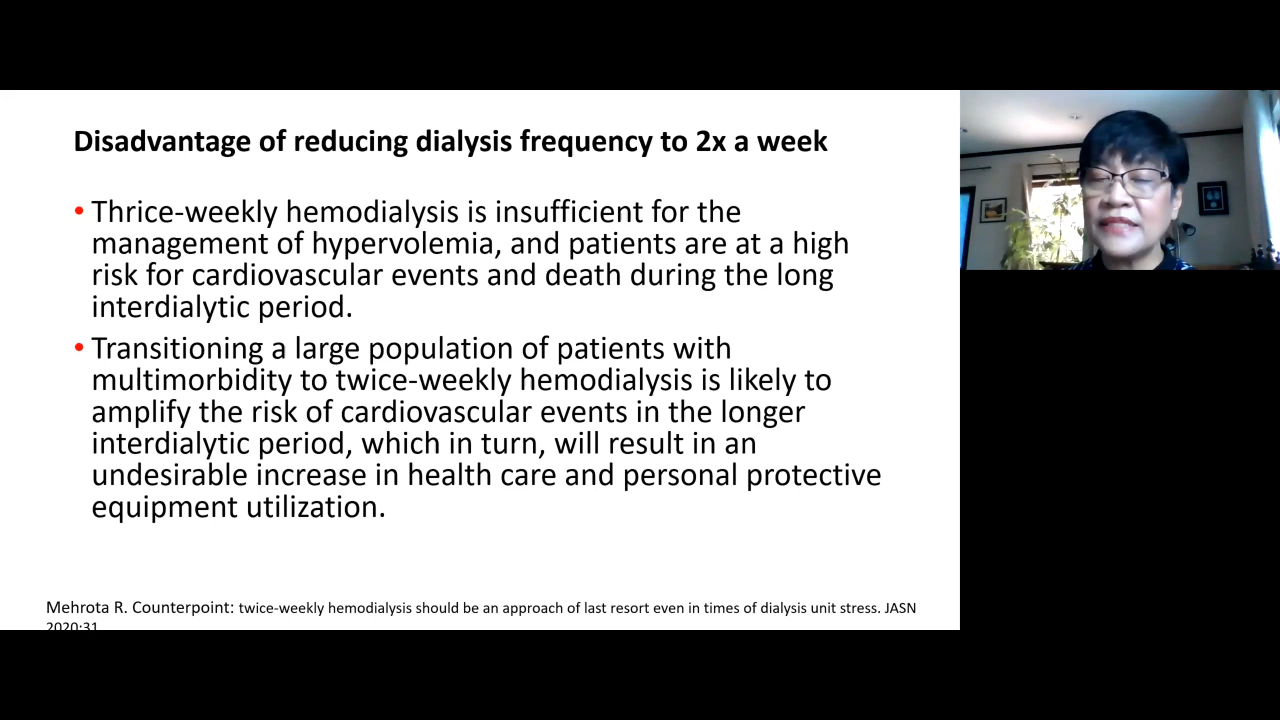 Disadvantage of reducing dialysis frequency to 2x a week
• Thrice-weekly hemodialysis is insufficient for the
management of hypervolemia, and patients are at a high
risk for cardiovascular events and death during the long
interdialytic period.
• Transitioning a large population of patients with
multimorbidity to twice-weekly hemodialysis is likely to
amplify the risk of cardiovascular events in the longer
interdialytic period, which in turn, will result in an
undesirable increase in health care and personal protective
equipment utilization.
Mehrota R. Counterpoint: twice-weekly hemodialysis should be an approach of last resort even in times of dialysis unit stress. JASN
2020:31